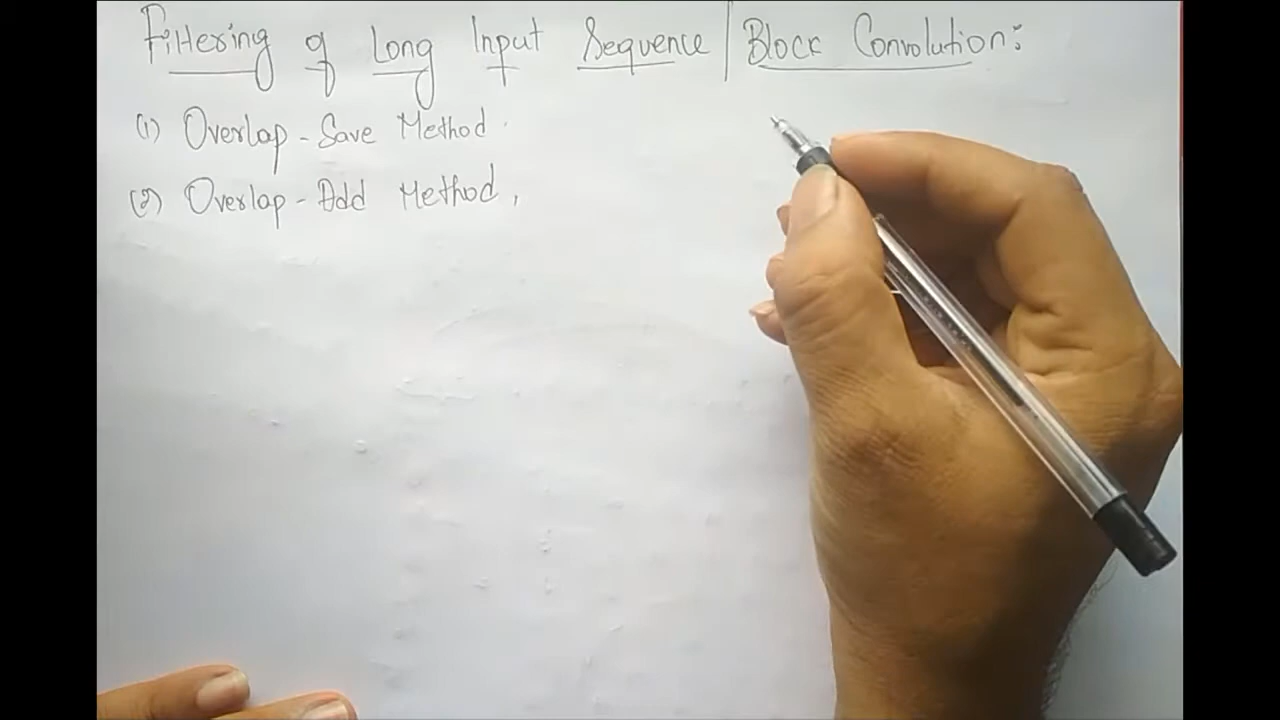 Filtering of Long Input Sequence | Block Convolution:
(1) Overlap-Save Method
(2) Overlap-Add Method,